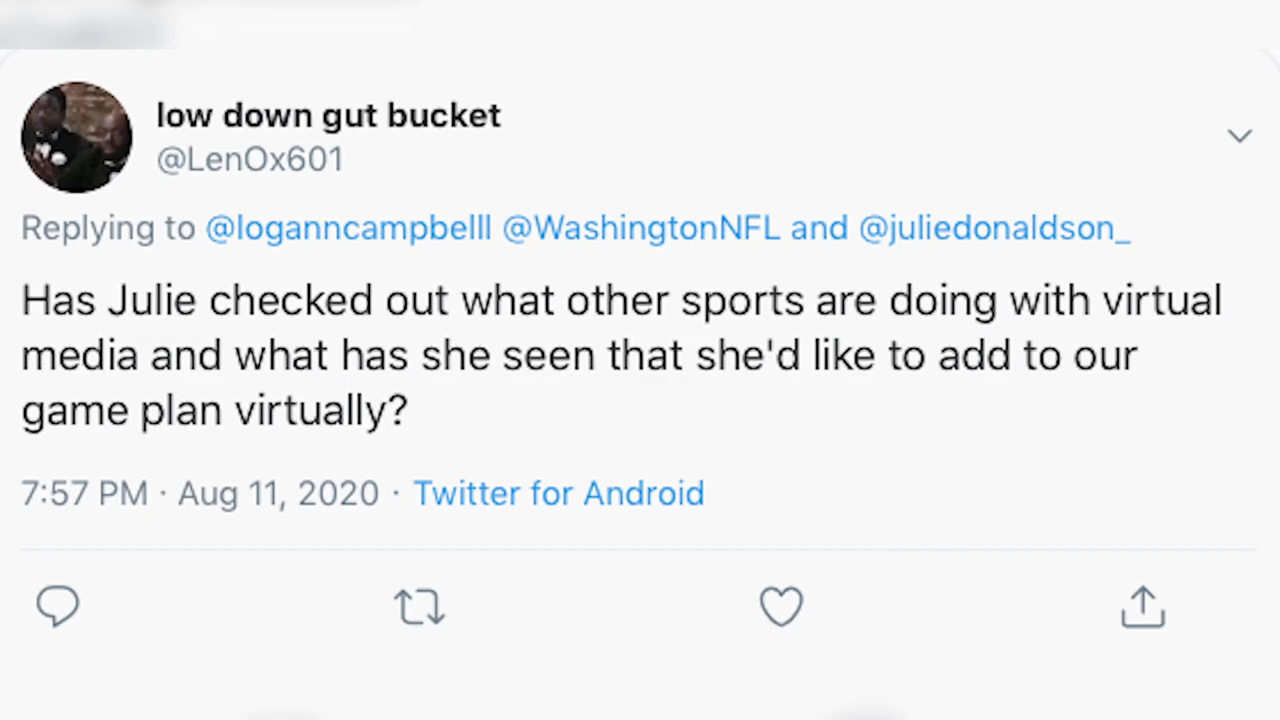 low down gut bucket
@LenOx601
Replying to @loganncampbelll @WashingtonNFL and @juliedonaldson_
Has Julie checked out what other sports are doing with virtual
media and what has she seen that she'd like to add to our
game plan virtually?
7:57 PM · Aug 11, 2020 · Twitter for Android